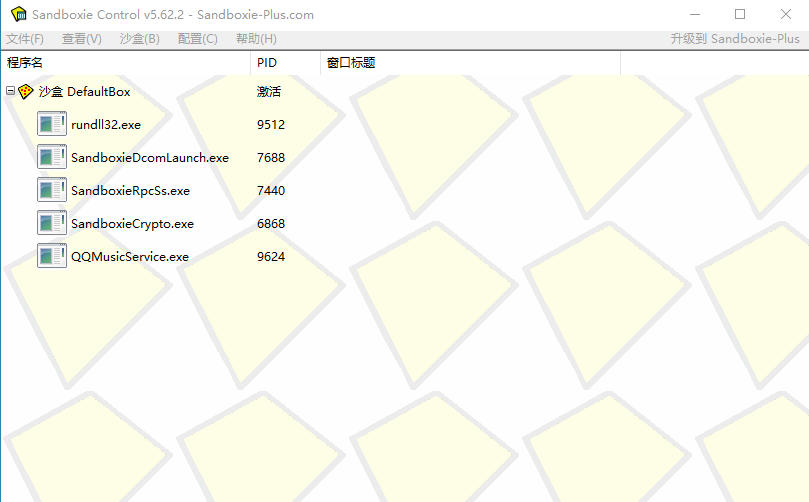 Sandboxie Control v5.62.2 - Sandboxie-Plus.com
文件(F) 查看(V) 沙盒(B) 配置(C) 帮助(H) 升级到 Sandboxie-Plus
程序名 PID 窗口标题
沙盒 DefaultBox 激活
rundll32.exe 9512
SandboxieDcomLaunch.exe 7688
SandboxieRpcSs.exe 7440
SandboxieCrypto.exe 6868
QQMusicService.exe 9624